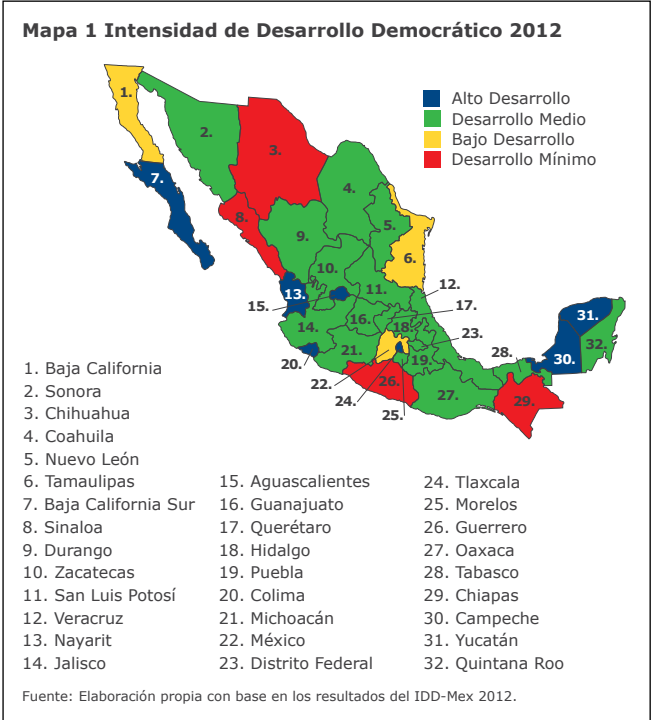 Mapa 1 Intensidad de Desarrollo Democrático 2012
Alto Desarrollo
Desarrollo Medio
Bajo Desarrollo
Desarrollo Mínimo
1.
2.
3.
4.
5.
6.
7.
8.
9.
10.
11.
12.
13.
14.
15.
16.
17.
18.
19.
20.
21.
22.
23.
24.
25.
26.
27.
28.
29.
30.
31.
32.
1. Baja California
2. Sonora
3. Chihuahua
4. Coahuila
5. Nuevo León
6. Tamaulipas
7. Baja California Sur
8. Sinaloa
9. Durango
10. Zacatecas
11. San Luis Potosí
12. Veracruz
13. Nayarit
14. Jalisco
15. Aguascalientes
16. Guanajuato
17. Querétaro
18. Hidalgo
19. Puebla
20. Colima
21. Michoacán
22. México
23. Distrito Federal
24. Tlaxcala
25. Morelos
26. Guerrero
27. Oaxaca
28. Tabasco
29. Chiapas
30. Campeche
31. Yucatán
32. Quintana Roo
Fuente: Elaboración propia con base en los resultados del IDD-Mex 2012.